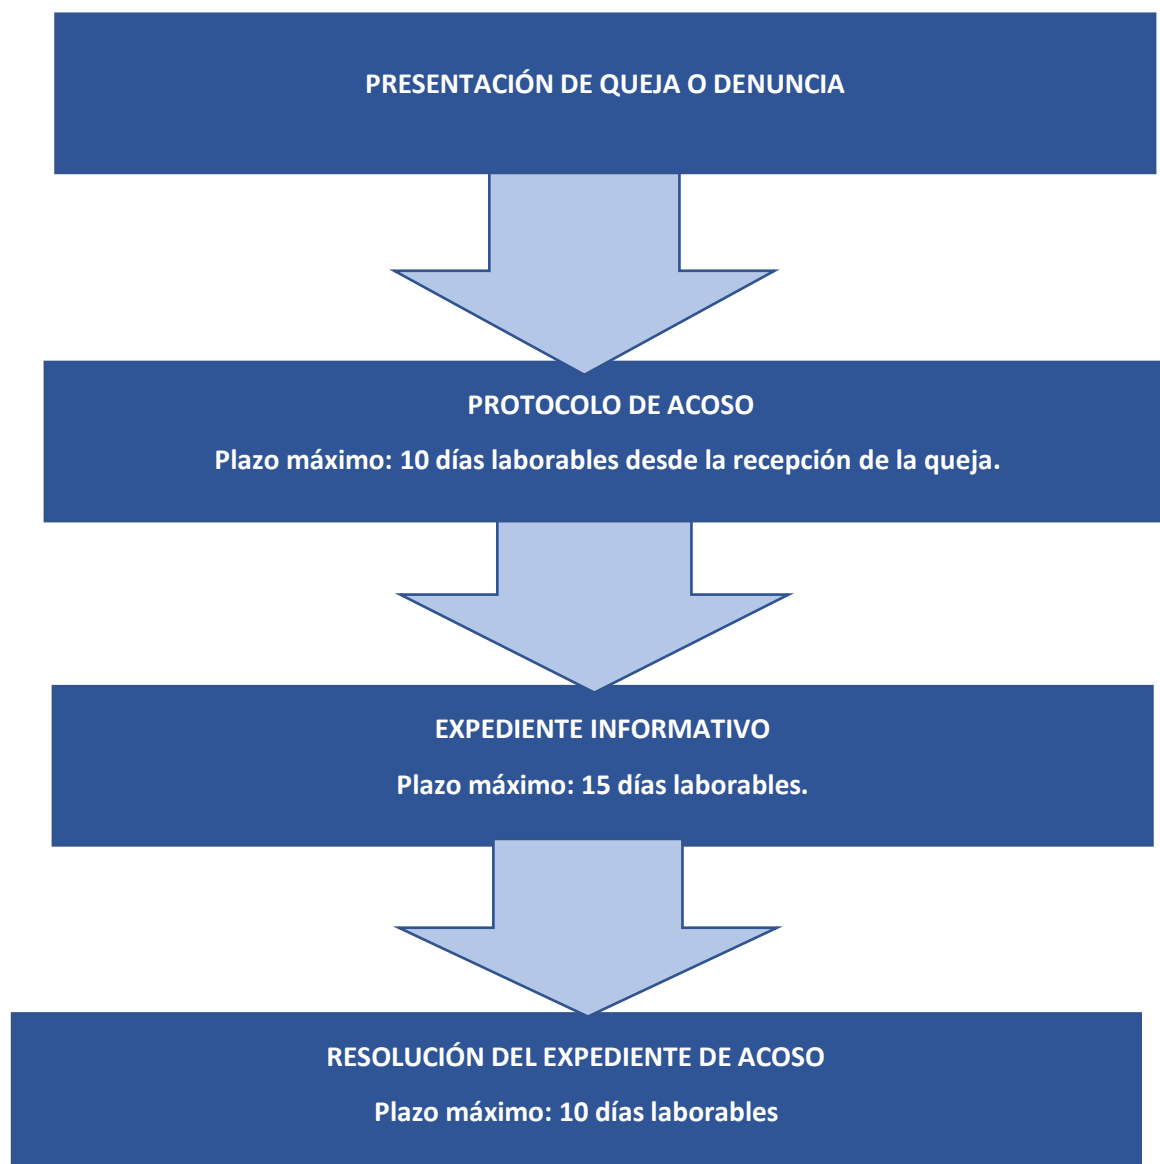 PRESENTACIÓN DE QUEJA O DENUNCIA
PROTOCOLO DE ACOSO
Plazo máximo: 10 días laborables desde la recepción de la queja.
EXPEDIENTE INFORMATIVO
Plazo máximo: 15 días laborables.
RESOLUCIÓN DEL EXPEDIENTE DE ACOSO
Plazo máximo: 10 días laborables